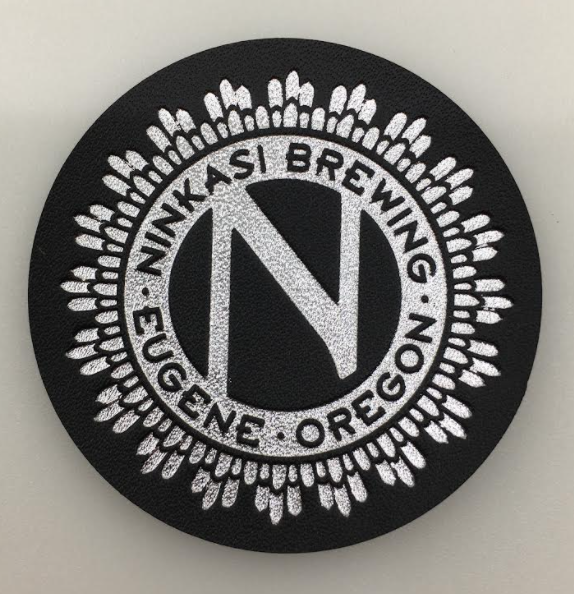 NINKASI BREWING
· EUGENE · OREGON ·
N